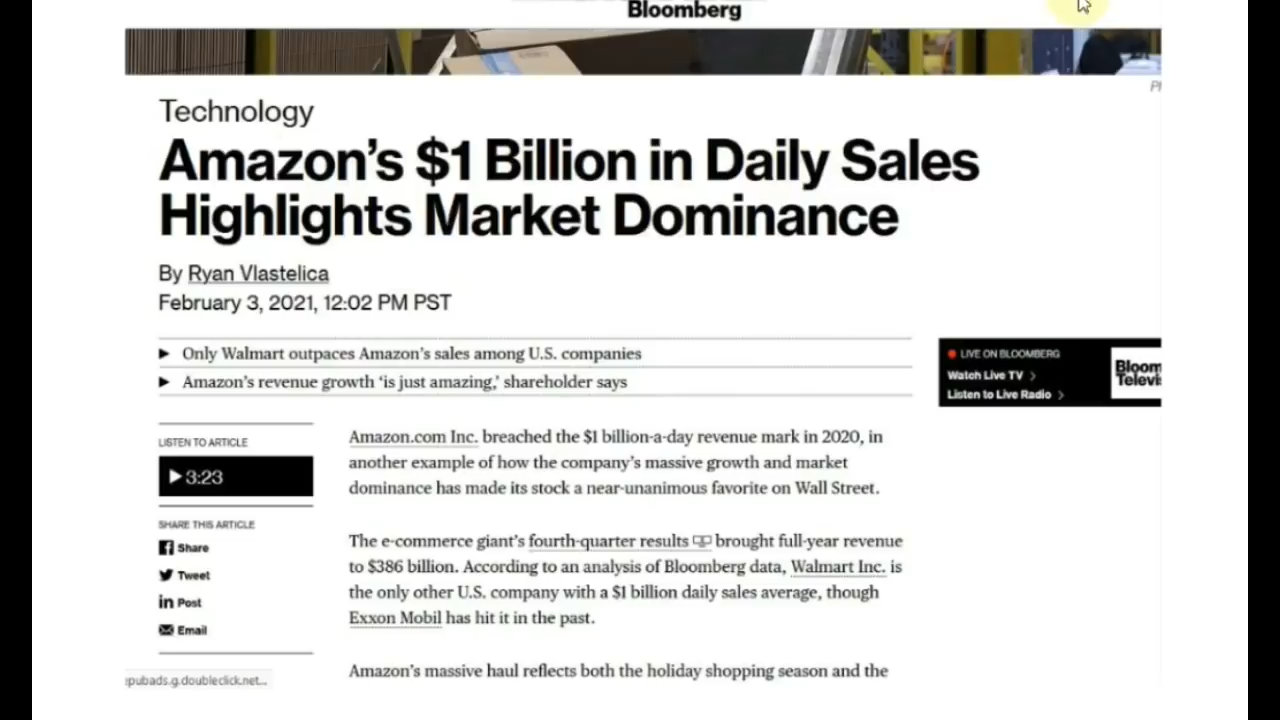 Bloomberg
Technology
Amazon's $1 Billion in Daily Sales
Highlights Market Dominance
By Ryan Vlastelica
February 3, 2021, 12:02 PM PST
Only Walmart outpaces Amazon's sales among U.S. companies
Amazon's revenue growth 'is just amazing,' shareholder says
LIVE ON BLOOMBERG
Watch Live TV
Listen to Live Radio
Bloom
Televis
LISTEN TO ARTICLE
3:23
SHARE THIS ARTICLE
Share
Tweet
Post
Email
Amazon.com Inc. breached the $1 billion-a-day revenue mark in 2020, in
another example of how the company's massive growth and market
dominance has made its stock a near-unanimous favorite on Wall Street.
The e-commerce giant's fourth-quarter results brought full-year revenue
to $386 billion. According to an analysis of Bloomberg data, Walmart Inc. is
the only other U.S. company with a $1 billion daily sales average, though
Exxon Mobil has hit it in the past.
Amazon's massive haul reflects both the holiday shopping season and the
epubads.g.doubleclick.net...